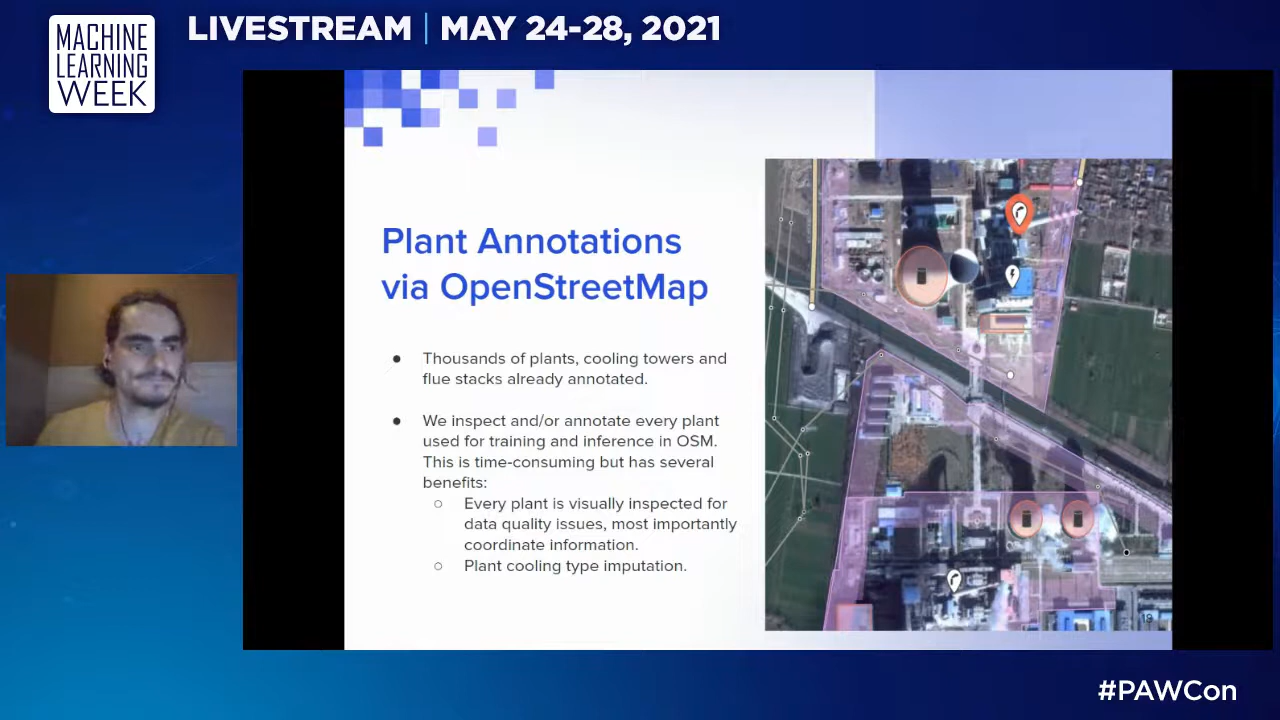 MACHINE
LEARNING
WEEK
LIVESTREAM | MAY 24-28, 2021
Plant Annotations
via OpenStreetMap
● Thousands of plants, cooling towers and
flue stacks already annotated.
● We inspect and/or annotate every plant
used for training and inference in OSM.
This is time-consuming but has several
benefits:
○ Every plant is visually inspected for
data quality issues, most importantly
coordinate information.
○ Plant cooling type imputation.
#PAWCon